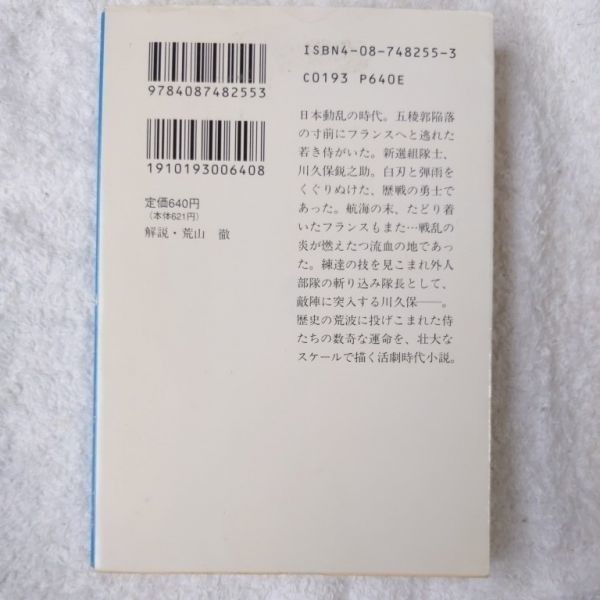 ISBN4-08-748255-3
C0193 P640E
9784087482553
1910193006408
定価640円
(本体621円)
解説・荒山 徹
日本動乱の時代。五稜郭陥落
の寸前にフランスへと逃れた
若き侍がいた。新選組隊士、
川久保鋭之助。白刃と弾雨を
くぐりぬけた、歴戦の勇士で
あった。航海の末、たどり着
いたフランスもまた…戦乱の
炎が燃えたつ流血の地であっ
た。練達の技を見こまれ外人
部隊の斬り込み隊長として、
敵陣に突入する川久保――。
歴史の荒波に投げこまれた侍
たちの数奇な運命を、壮大な
スケールで描く活劇時代小説。